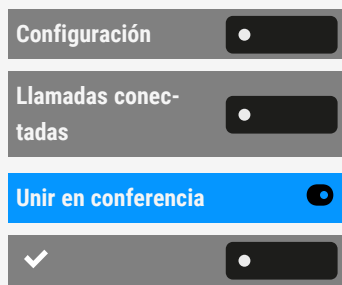 Configuración
Llamadas conec-
tadas
Unir en conferencia